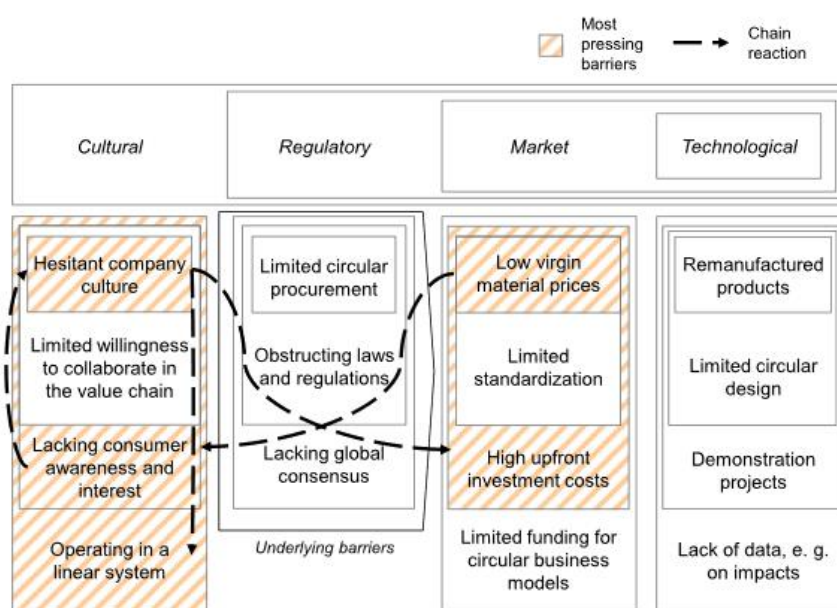 Most
pressing
barriers
Chain
reaction
Cultural
Regulatory
Market
Technological
Hesitant company
culture
Limited willingness
to collaborate in
the value chain
Lacking consumer
awareness and
interest
Operating in a
linear system
Limited circular
procurement
Obstructing laws
and regulations
Lacking global
consensus
Underlying barriers
Low virgin
material prices
Limited
standardization
High upfront
investment costs
Limited funding for
circular business
models
Remanufactured
products
Limited circular
design
Demonstration
projects
Lack of data, e. g.
on impacts